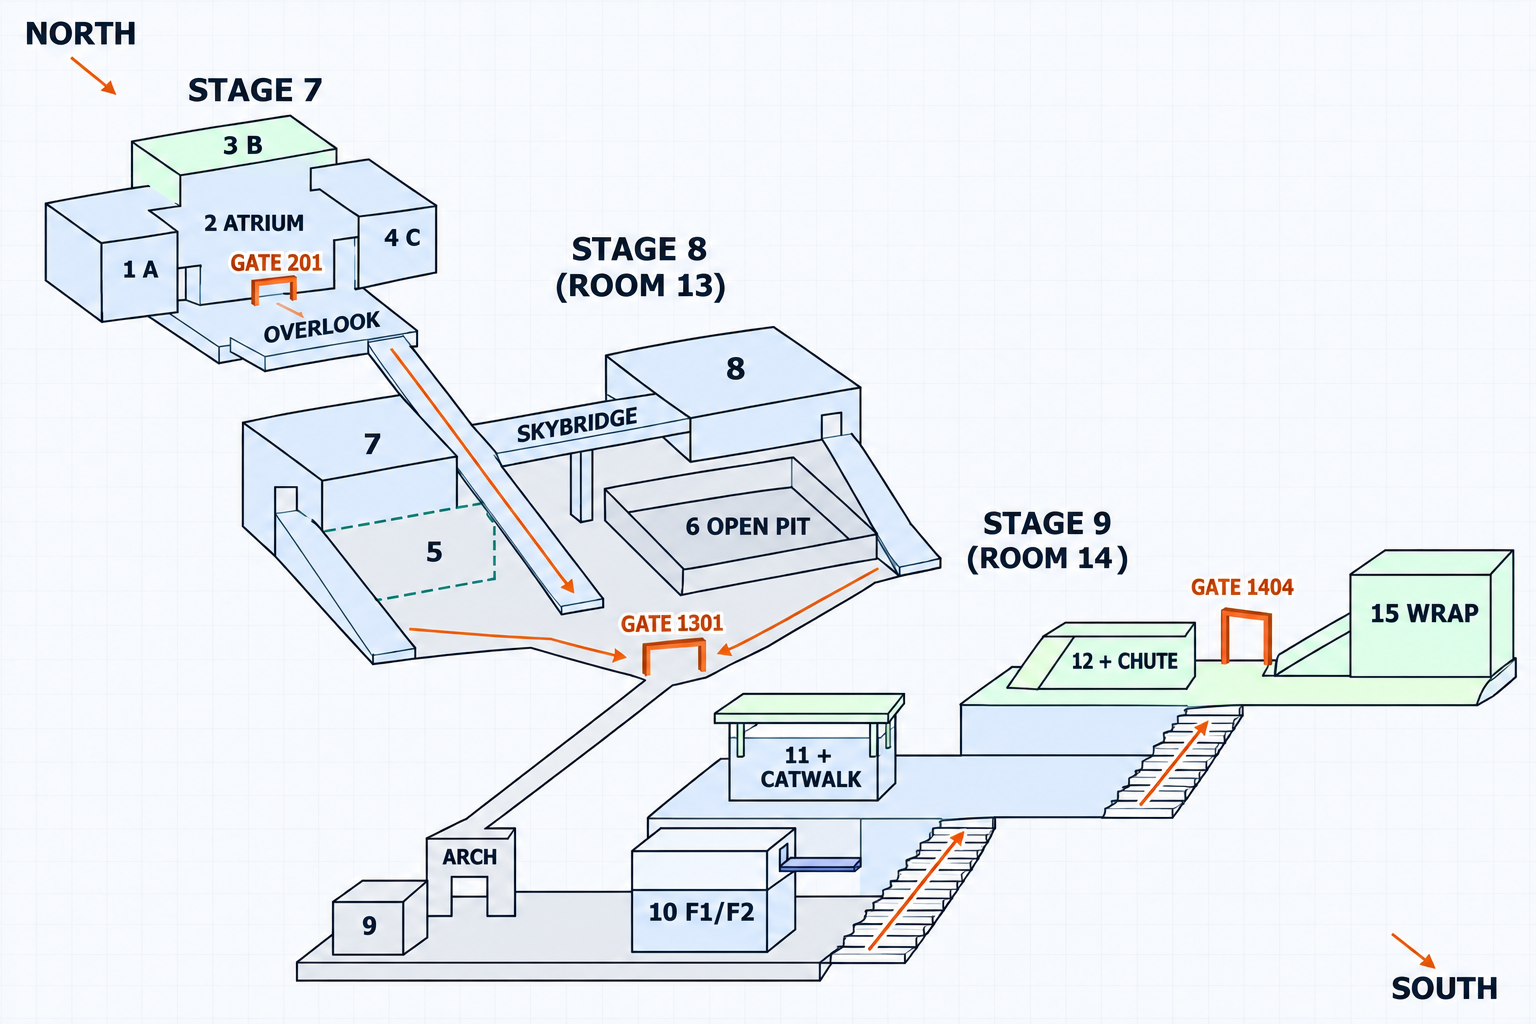 NORTH
STAGE 7
3 B
2 ATRIUM
4 C
1 A
GATE 201
OVERLOOK
STAGE 8
(ROOM 13)
8
SKYBRIDGE
7
6 OPEN PIT
5
STAGE 9
(ROOM 14)
GATE 1301
GATE 1404
15 WRAP
12 + CHUTE
11 +
CATWALK
ARCH
10 F1/F2
9
SOUTH